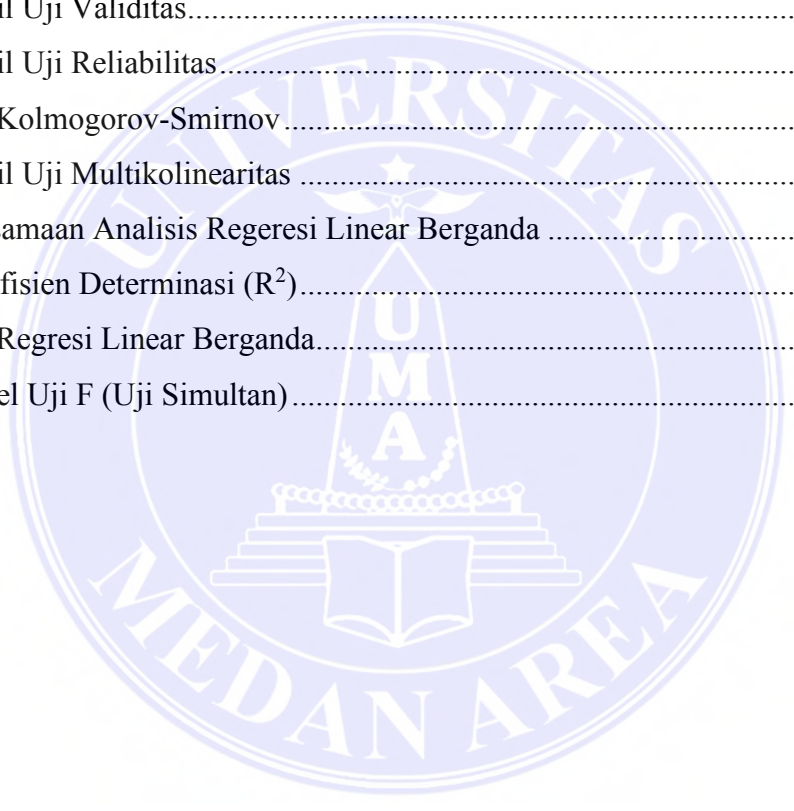 il Uji Validitas................................................................................
il Uji Reliabilitas............................................................................
Kolmogorov-Smirnov....................................................................
il Uji Multikolinearitas ..................................................................
amaan Analisis Regeresi Linear Berganda ...................................
fisien Determinasi (R²)..................................................................
Regresi Linear Berganda................................................................
el Uji F (Uji Simultan)...................................................................
UNIVERSITAS
U
M
A
MEDAN AREA